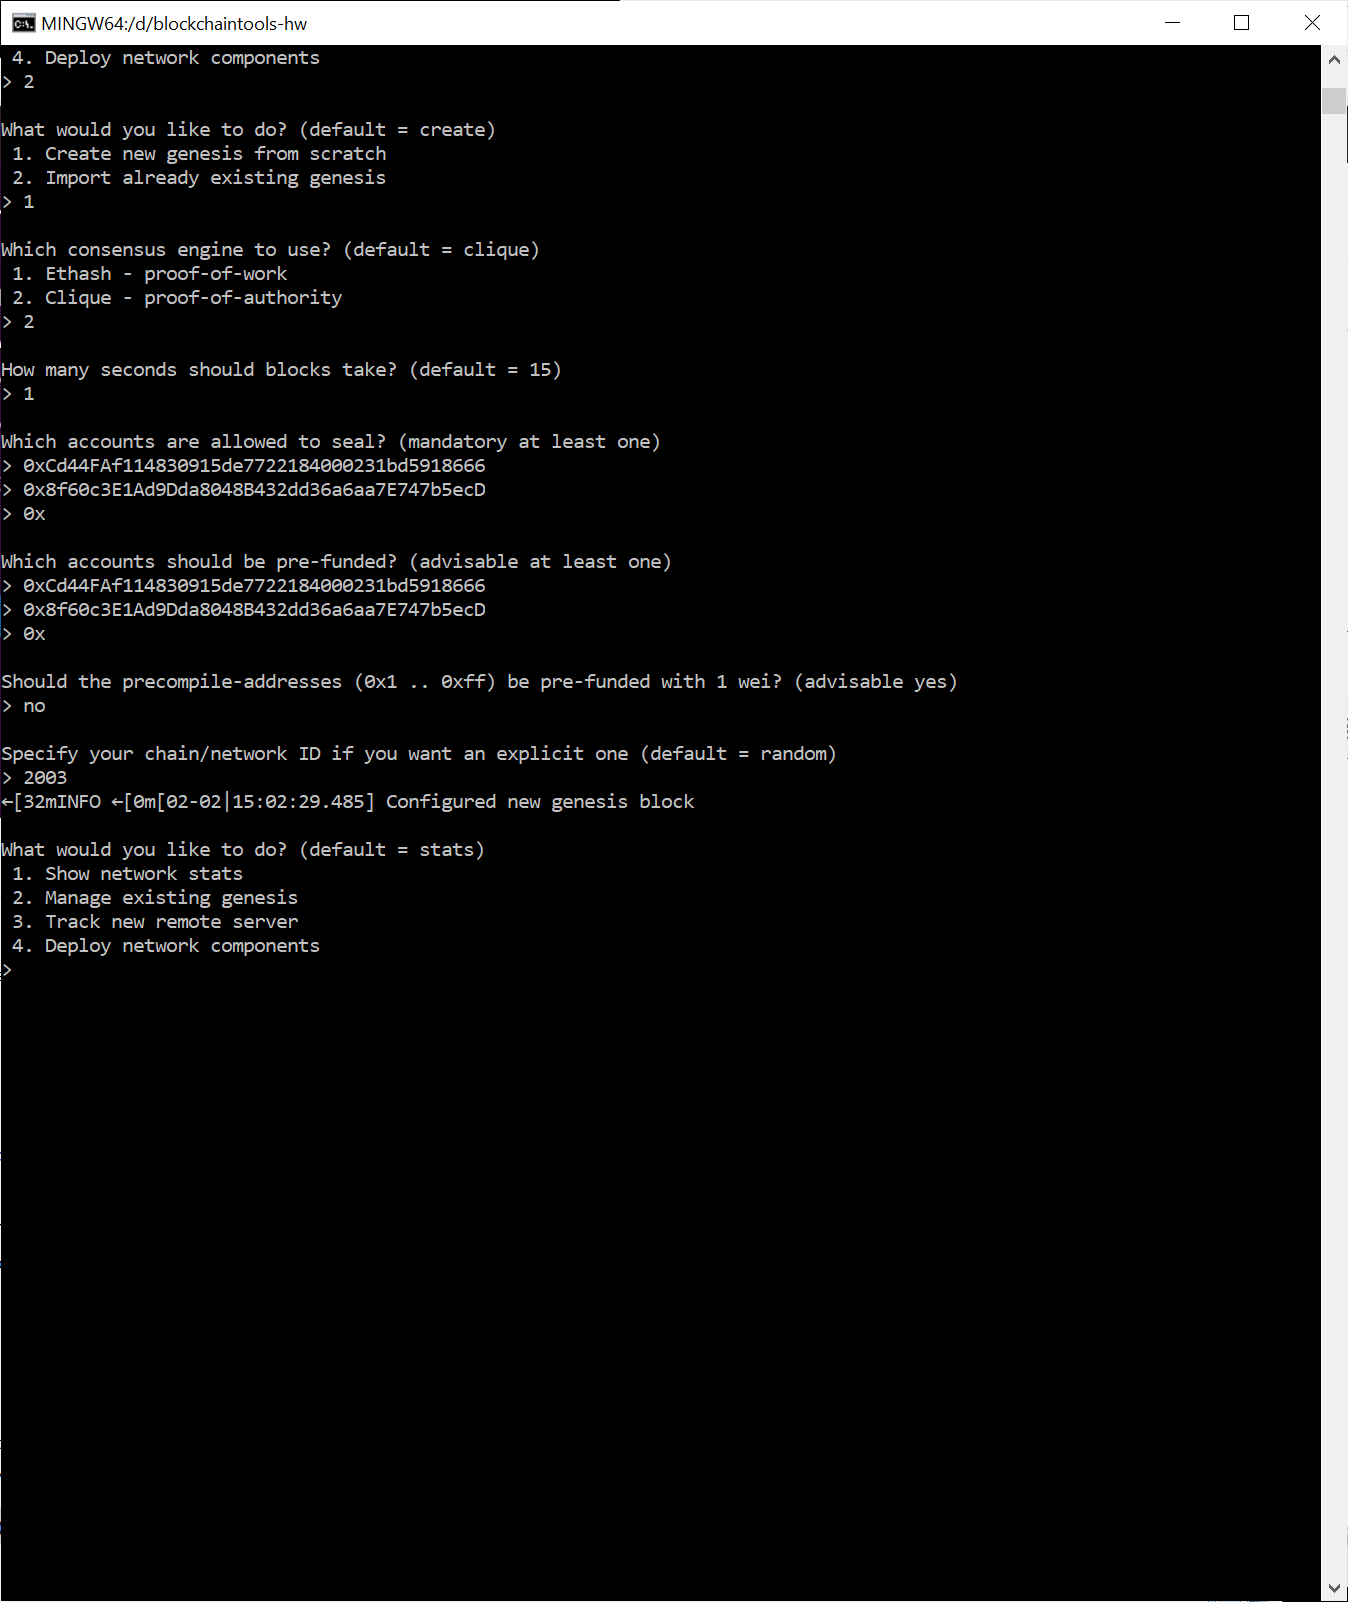 MINGW64:/d/blockchaintools-hw
4. Deploy network components
> 2
What would you like to do? (default = create)
1. Create new genesis from scratch
2. Import already existing genesis
> 1
Which consensus engine to use? (default = clique)
1. Ethash - proof-of-work
2. Clique - proof-of-authority
> 2
How many seconds should blocks take? (default = 15)
> 1
Which accounts are allowed to seal? (mandatory at least one)
> 0xCd44FAf114830915de7722184000231bd5918666
> 0x8f60c3E1Ad9Dda8048B432dd36a6aa7E747b5ecD
> 0x
Which accounts should be pre-funded? (advisable at least one)
> 0xCd44FAf114830915de7722184000231bd5918666
> 0x8f60c3E1Ad9Dda8048B432dd36a6aa7E747b5ecD
> 0x
Should the precompile-addresses (0x1 .. 0xff) be pre-funded with 1 wei? (advisable yes)
> no
Specify your chain/network ID if you want an explicit one (default = random)
> 2003
←[32mINFO ←[0m[02-02|15:02:29.485] Configured new genesis block
What would you like to do? (default = stats)
1. Show network stats
2. Manage existing genesis
3. Track new remote server
4. Deploy network components
>